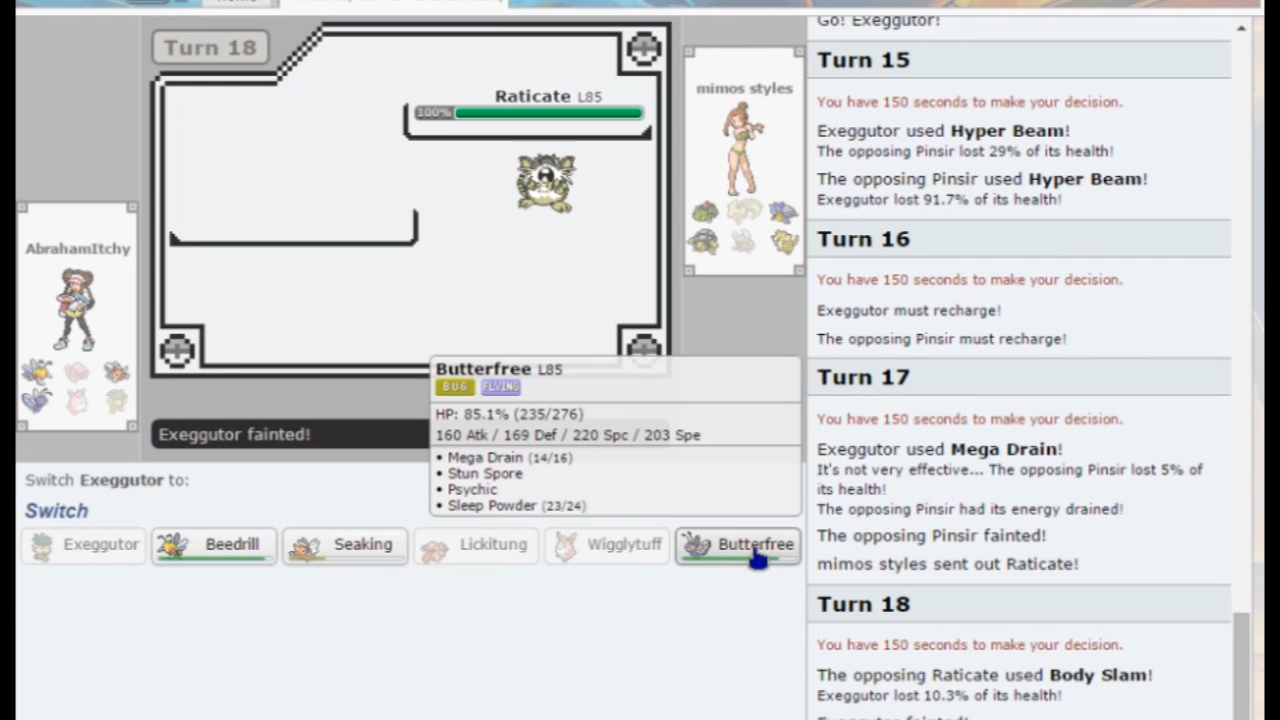 Turn 18
Raticate L85
100%
mimos styles
AbrahamItchy
Exeggutor fainted!
Butterfree L85
BUG FLYING
HP: 85.1% (235/276)
160 Atk / 169 Def / 220 Spc / 203 Spe
• Mega Drain (14/16)
• Stun Spore
• Psychic
• Sleep Powder (23/24)
Switch Exeggutor to:
Switch
Exeggutor
Beedrill
Seaking
Lickitung
Wigglytuff
Butterfree
Go! Exeggutor!
Turn 15
You have 150 seconds to make your decision.
Exeggutor used Hyper Beam!
The opposing Pinsir lost 29% of its health!
The opposing Pinsir used Hyper Beam!
Exeggutor lost 91.7% of its health!
Turn 16
You have 150 seconds to make your decision.
Exeggutor must recharge!
The opposing Pinsir must recharge!
Turn 17
You have 150 seconds to make your decision.
Exeggutor used Mega Drain!
It's not very effective... The opposing Pinsir lost 5% of
its health!
The opposing Pinsir had its energy drained!
The opposing Pinsir fainted!
mimos styles sent out Raticate!
Turn 18
You have 150 seconds to make your decision.
The opposing Raticate used Body Slam!
Exeggutor lost 10.3% of its health!
Exeggutor fainted!